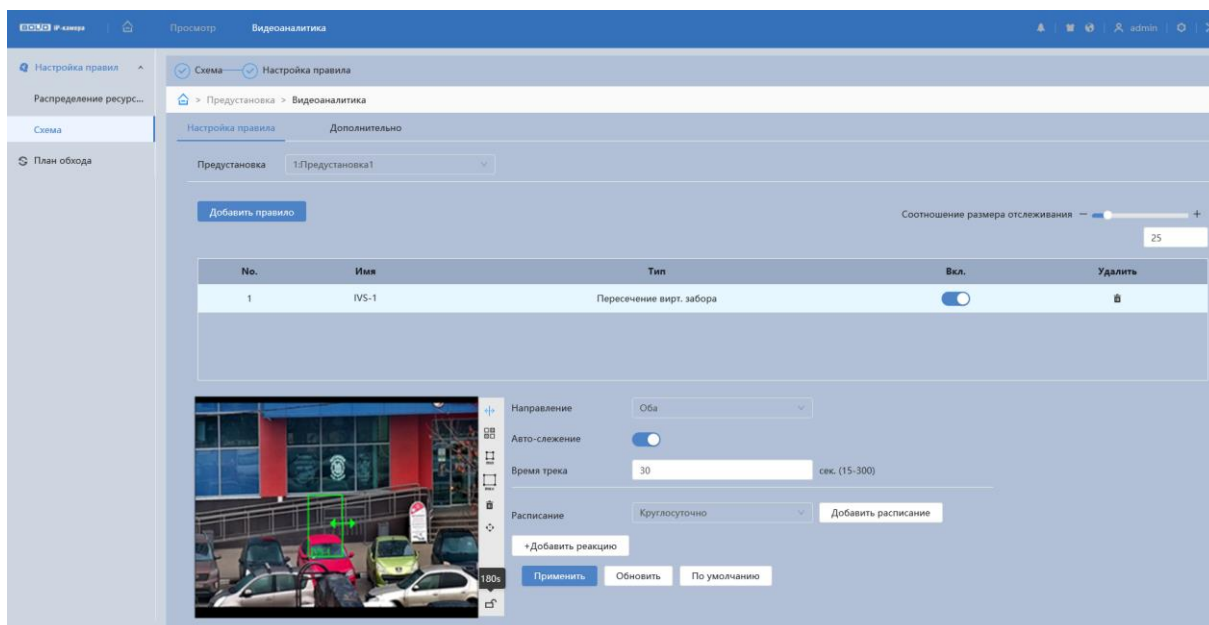 BOLID IP-камера
Просмотр
Видеоаналитика
admin
Настройка правил
Схема
Настройка правила
Распределение ресурс...
> Предустановка > Видеоаналитика
Схема
Настройка правила
Дополнительно
План обхода
Предустановка
1:Предустановка1
Добавить правило
Соотношение размера отслеживания
25
No.
Имя
Тип
Вкл.
Удалить
1
IVS-1
Пересечение вирт. забора
Направление
Оба
Авто-слежение
Время трека
30
сек. (15-300)
Расписание
Круглосуточно
Добавить расписание
+Добавить реакцию
Применить
Обновить
По умолчанию
180s